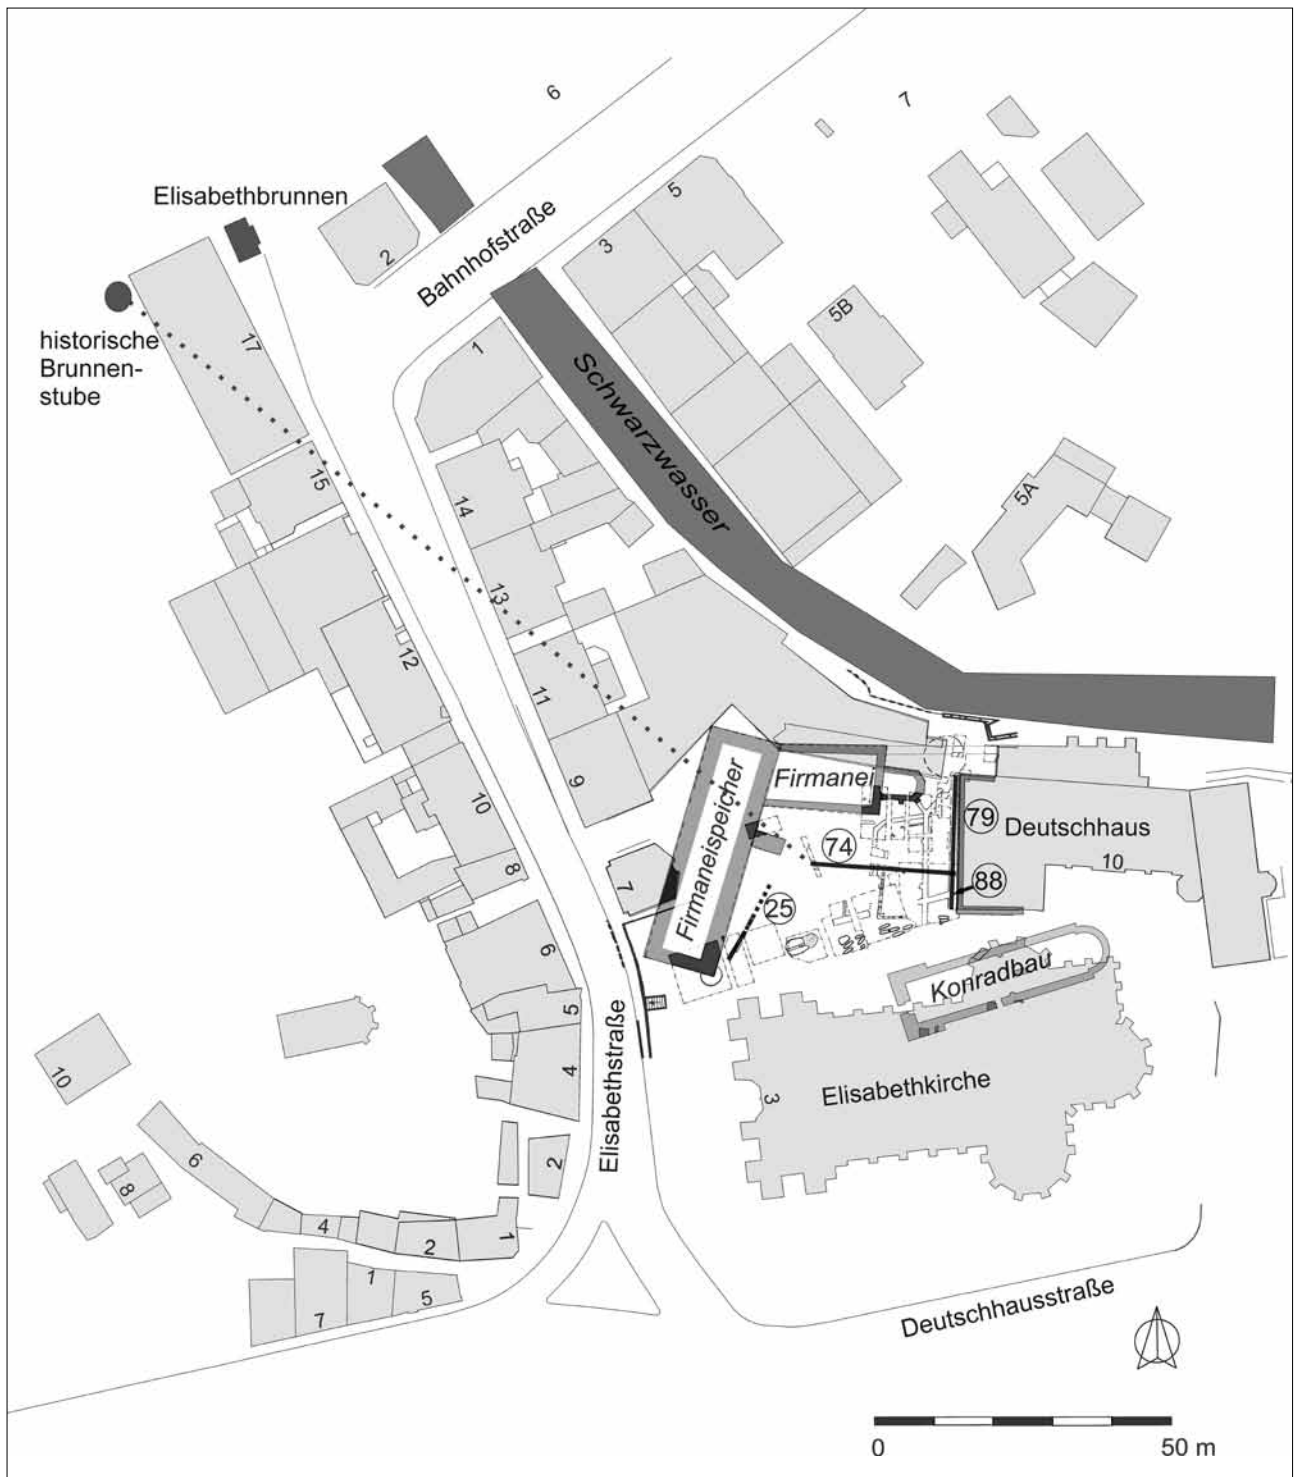 6
7
Elisabethbrunnen
2
Bahnhofstraße
5
3
5B
historische
Brunnen-
stube
17
1
Schwarzwasser
15
14
5A
13
12
11
9
10
8
7
Firmaneispeicher
Firmanei
79
Deutschhaus
10
74
88
25
6
5
4
Konradbau
Elisabethstraße
Elisabethkirche
3
10
6
8
2
4
2
1
1
7
5
Deutschhausstraße
0
50 m